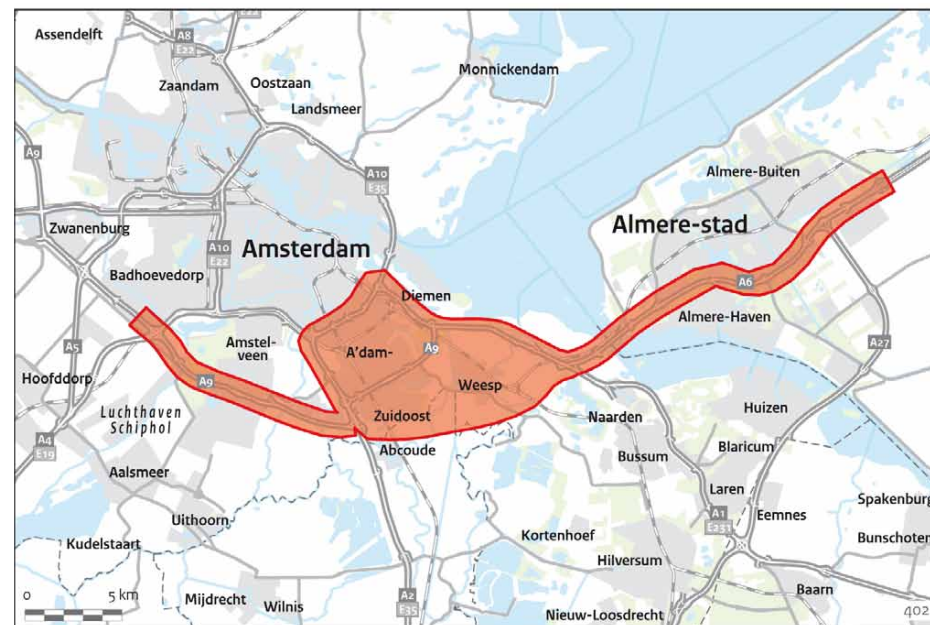 Assendelft
A8
E22
Zaandam
Oostzaan
Landsmeer
Monnickendam
A9
A10
E35
Almere-Buiten
Zwanenburg
A10
E22
Amsterdam
Almere-stad
Badhoevedorp
Diemen
A6
Almere-Haven
A5
Amstel-
veen
A'dam-
A9
A27
Hoofddorp
A9
Weesp
Luchthaven
Schiphol
Zuidoost
Naarden
Huizen
A4
E19
Abcoude
Bussum
Blaricum
Aalsmeer
Laren
Spakenburg
Uithoorn
A1
E231
Eemnes
Kudelstaart
Kortenhoef
Bunschoten
Hilversum
0 5 km
Mijdrecht
Wilnis
A2
E35
Baarn
Nieuw-Loosdrecht
402